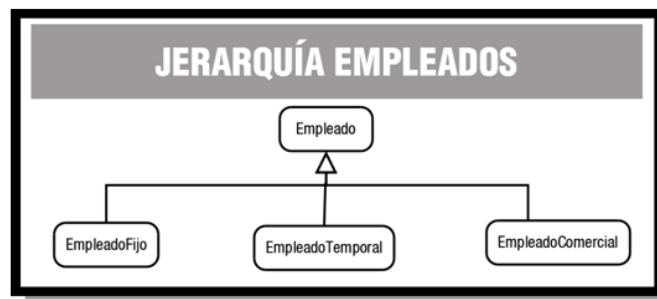 JERARQUÍA EMPLEADOS
Empleado
EmpleadoFijo
EmpleadoTemporal
EmpleadoComercial